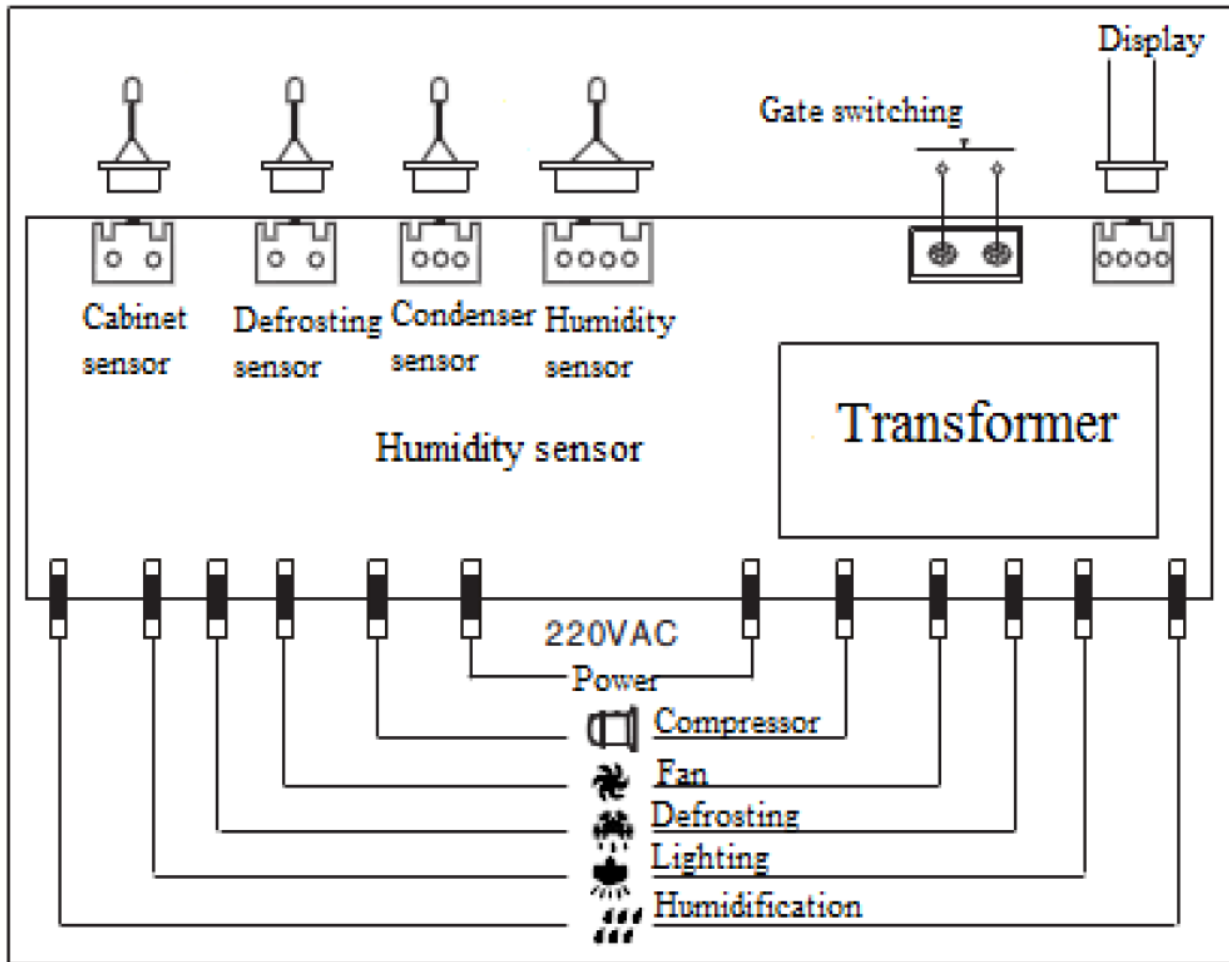 Display
Gate switching
Cabinet
sensor
Defrosting
sensor
Condenser
sensor
Humidity
sensor
Humidity sensor
Transformer
220VAC
Power
Compressor
Fan
Defrosting
Lighting
Humidification